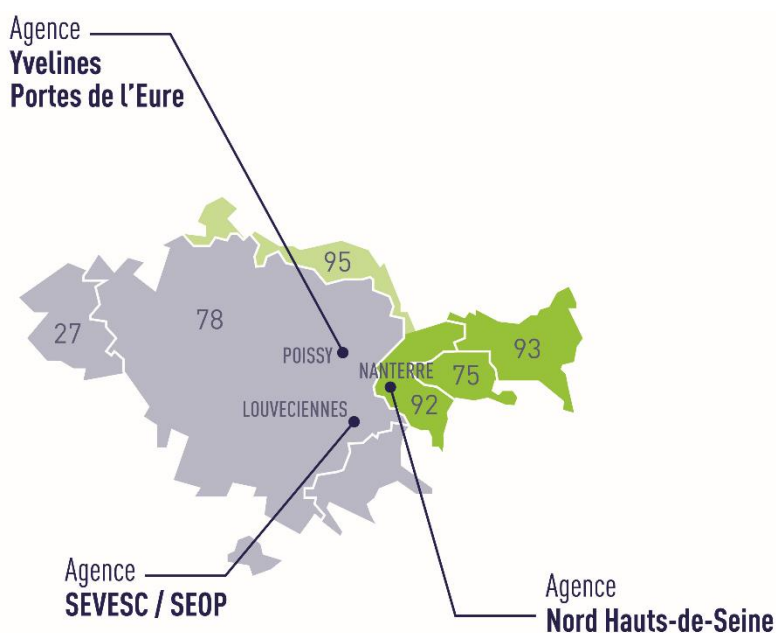 Agence
Yvelines
Portes de l'Eure
95
27
78
93
POISSY
NANTERRE
75
LOUVECIENNES
92
Agence
SEVESC / SEOP
Agence
Nord Hauts-de-Seine